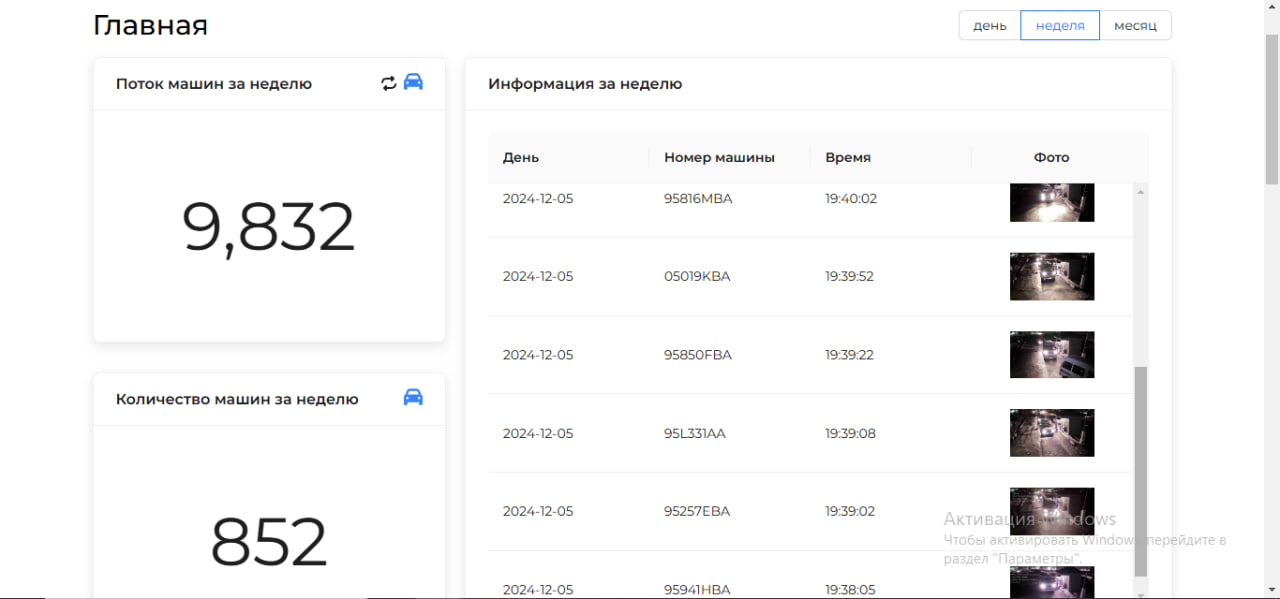 Главная
день неделя месяц
Поток машин за неделю
9,832
Количество машин за неделю
852
Информация за неделю
День Номер машины Время Фото
2024-12-05 95816MBA 19:40:02
2024-12-05 05019KBA 19:39:52
2024-12-05 95850FBA 19:39:22
2024-12-05 95L331AA 19:39:08
2024-12-05 95257EBA 19:39:02
2024-12-05 95941HBA 19:38:05
Активация Windows
Чтобы активировать Windows, перейдите в
раздел "Параметры".